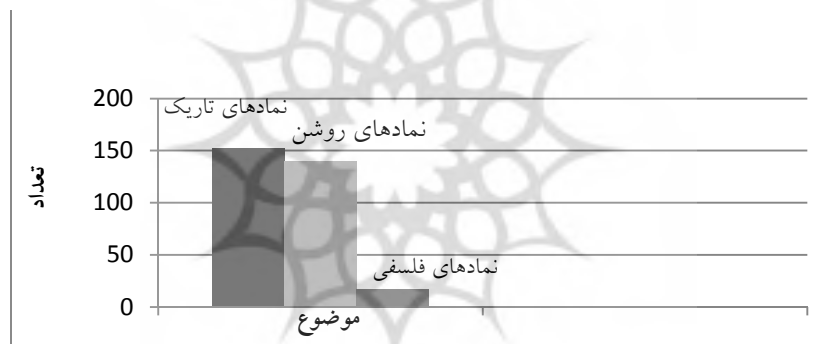 200
نمادهای تاریک
نمادهای روشن
150
تعداد
100
50
نمادهای فلسفی
0
موضوع